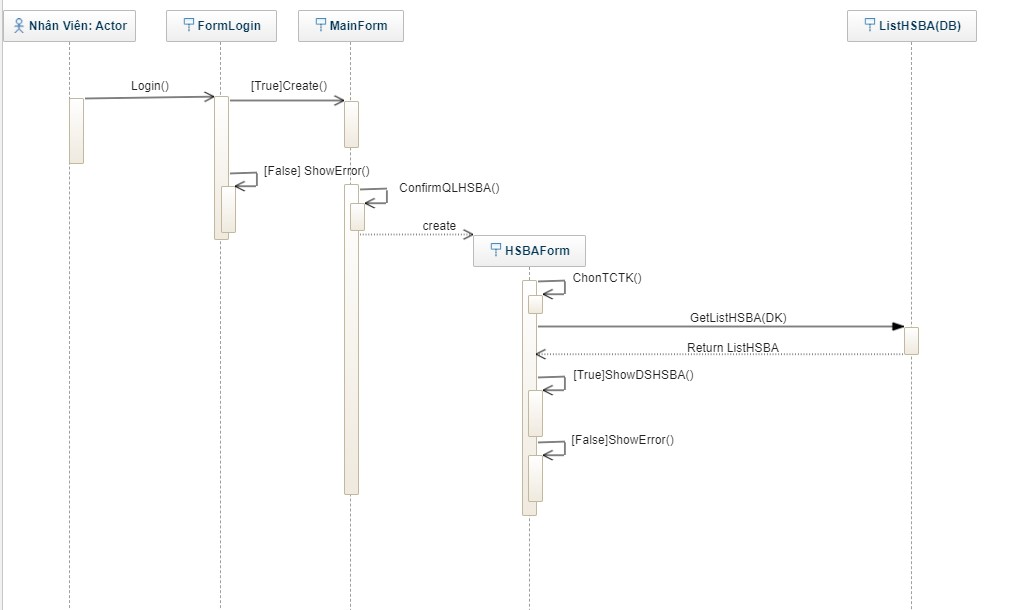 Nhân Viên: Actor
FormLogin
MainForm
ListHSBA(DB)
Login()
[True]Create()
[False] ShowError()
ConfirmQLHSBA()
create
HSBAForm
ChonTCTK()
GetListHSBA(DK)
Return ListHSBA
[True]ShowDSHSBA()
[False]ShowError()